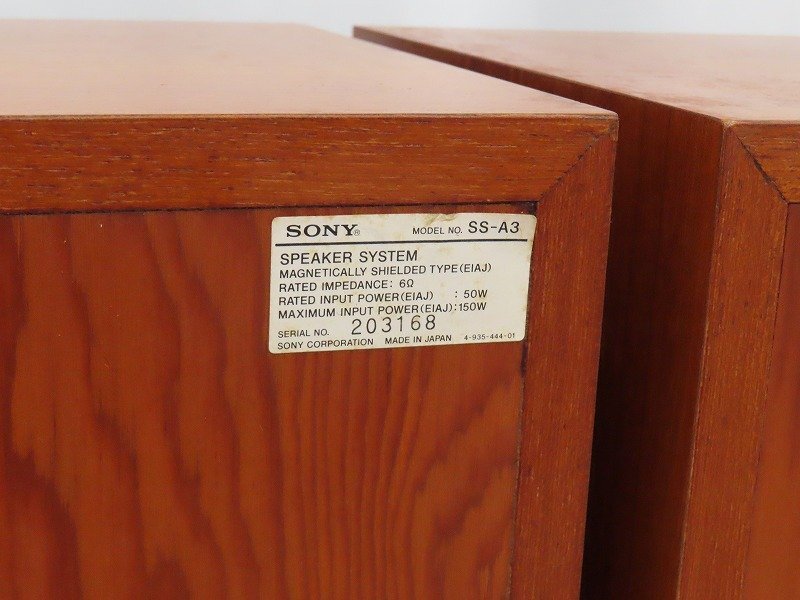 SONY® MODEL NO. SS-A3
SPEAKER SYSTEM
MAGNETICALLY SHIELDED TYPE(EIAJ)
RATED IMPEDANCE: 6Ω
RATED INPUT POWER(EIAJ) : 50W
MAXIMUM INPUT POWER(EIAJ):150W
SERIAL NO. 203168
SONY CORPORATION MADE IN JAPAN 4-935-444-01